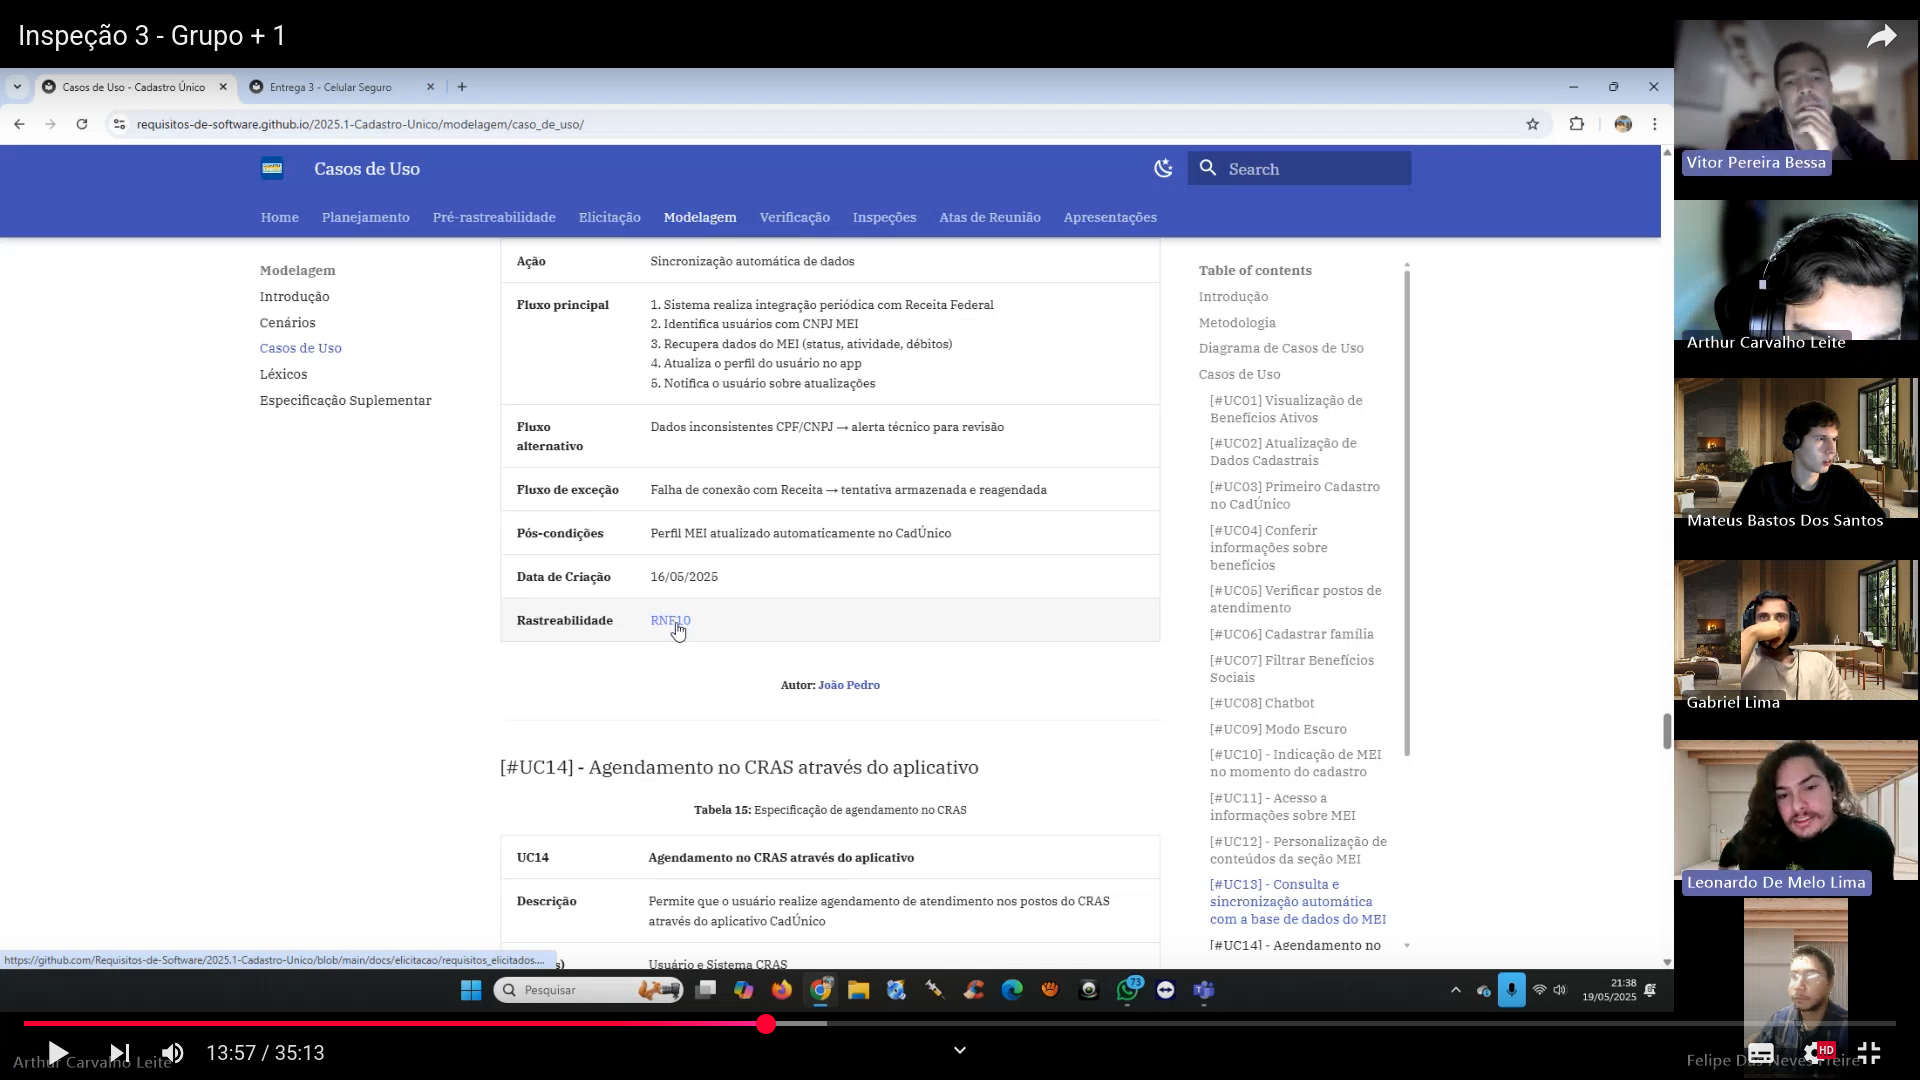 Inspeção 3 - Grupo + 1
Casos de Uso - Cadastro Único
Entrega 3 - Celular Seguro
requisitos-de-software.github.io/2025.1-Cadastro-Unico/modelagem/caso_de_uso/
Casos de Uso
Search
Home
Planejamento
Pré-rastreabilidade
Elicitação
Modelagem
Verificação
Inspeções
Atas de Reunião
Apresentações
Modelagem
Introdução
Cenários
Casos de Uso
Léxicos
Especificação Suplementar
Ação
Sincronização automática de dados
Fluxo principal
1. Sistema realiza integração periódica com Receita Federal
2. Identifica usuários com CNPJ MEI
3. Recupera dados do MEI (status, atividade, débitos)
4. Atualiza o perfil do usuário no app
5. Notifica o usuário sobre atualizações
Fluxo
alternativo
Dados inconsistentes CPF/CNPJ → alerta técnico para revisão
Fluxo de exceção
Falha de conexão com Receita → tentativa armazenada e reagendada
Pós-condições
Perfil MEI atualizado automaticamente no CadÚnico
Data de Criação
16/05/2025
Rastreabilidade
RNF10
Autor: João Pedro
[#UC14] - Agendamento no CRAS através do aplicativo
Tabela 15: Especificação de agendamento no CRAS
UC14
Agendamento no CRAS através do aplicativo
Descrição
Permite que o usuário realize agendamento de atendimento nos postos do CRAS
através do aplicativo CadÚnico
s)
Usuário e Sistema CRAS
Table of contents
Introdução
Metodologia
Diagrama de Casos de Uso
Casos de Uso
[#UC01] Visualização de
Benefícios Ativos
[#UC02] Atualização de
Dados Cadastrais
[#UC03] Primeiro Cadastro
no CadÚnico
[#UC04] Conferir
informações sobre
benefícios
[#UC05] Verificar postos de
atendimento
[#UC06] Cadastrar família
[#UC07] Filtrar Benefícios
Sociais
[#UC08] Chatbot
[#UC09] Modo Escuro
[#UC10] - Indicação de MEI
no momento do cadastro
[#UC11] - Acesso a
informações sobre MEI
[#UC12] - Personalização de
conteúdos da seção MEI
[#UC13] - Consulta e
sincronização automática
com a base de dados do MEI
[#UC14] - Agendamento no
https://github.com/Requisitos-de-Software/2025.1-Cadastro-Unico/blob/main/docs/elicitacao/requisitos_elicitados....
Pesquisar
73
21:38
19/05/2025
Vitor Pereira Bessa
Arthur Carvalho Leite
Mateus Bastos Dos Santos
Gabriel Lima
Leonardo De Melo Lima
Felipe Das Neves Freire
Arthur Carvalho Leite
13:57 / 35:13
HD